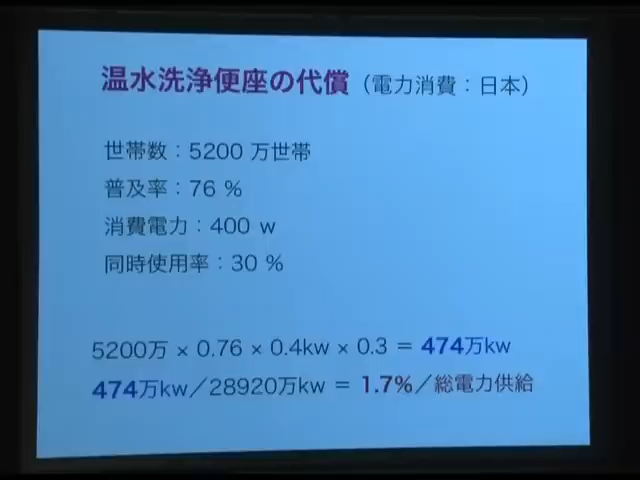 温水洗浄便座の代償（電力消費：日本）
世帯数：5200 万世帯
普及率：76 %
消費電力：400 w
同時使用率：30 %
5200万 × 0.76 × 0.4kw × 0.3 = 474万kw
474万kw／28920万kw = 1.7%／総電力供給